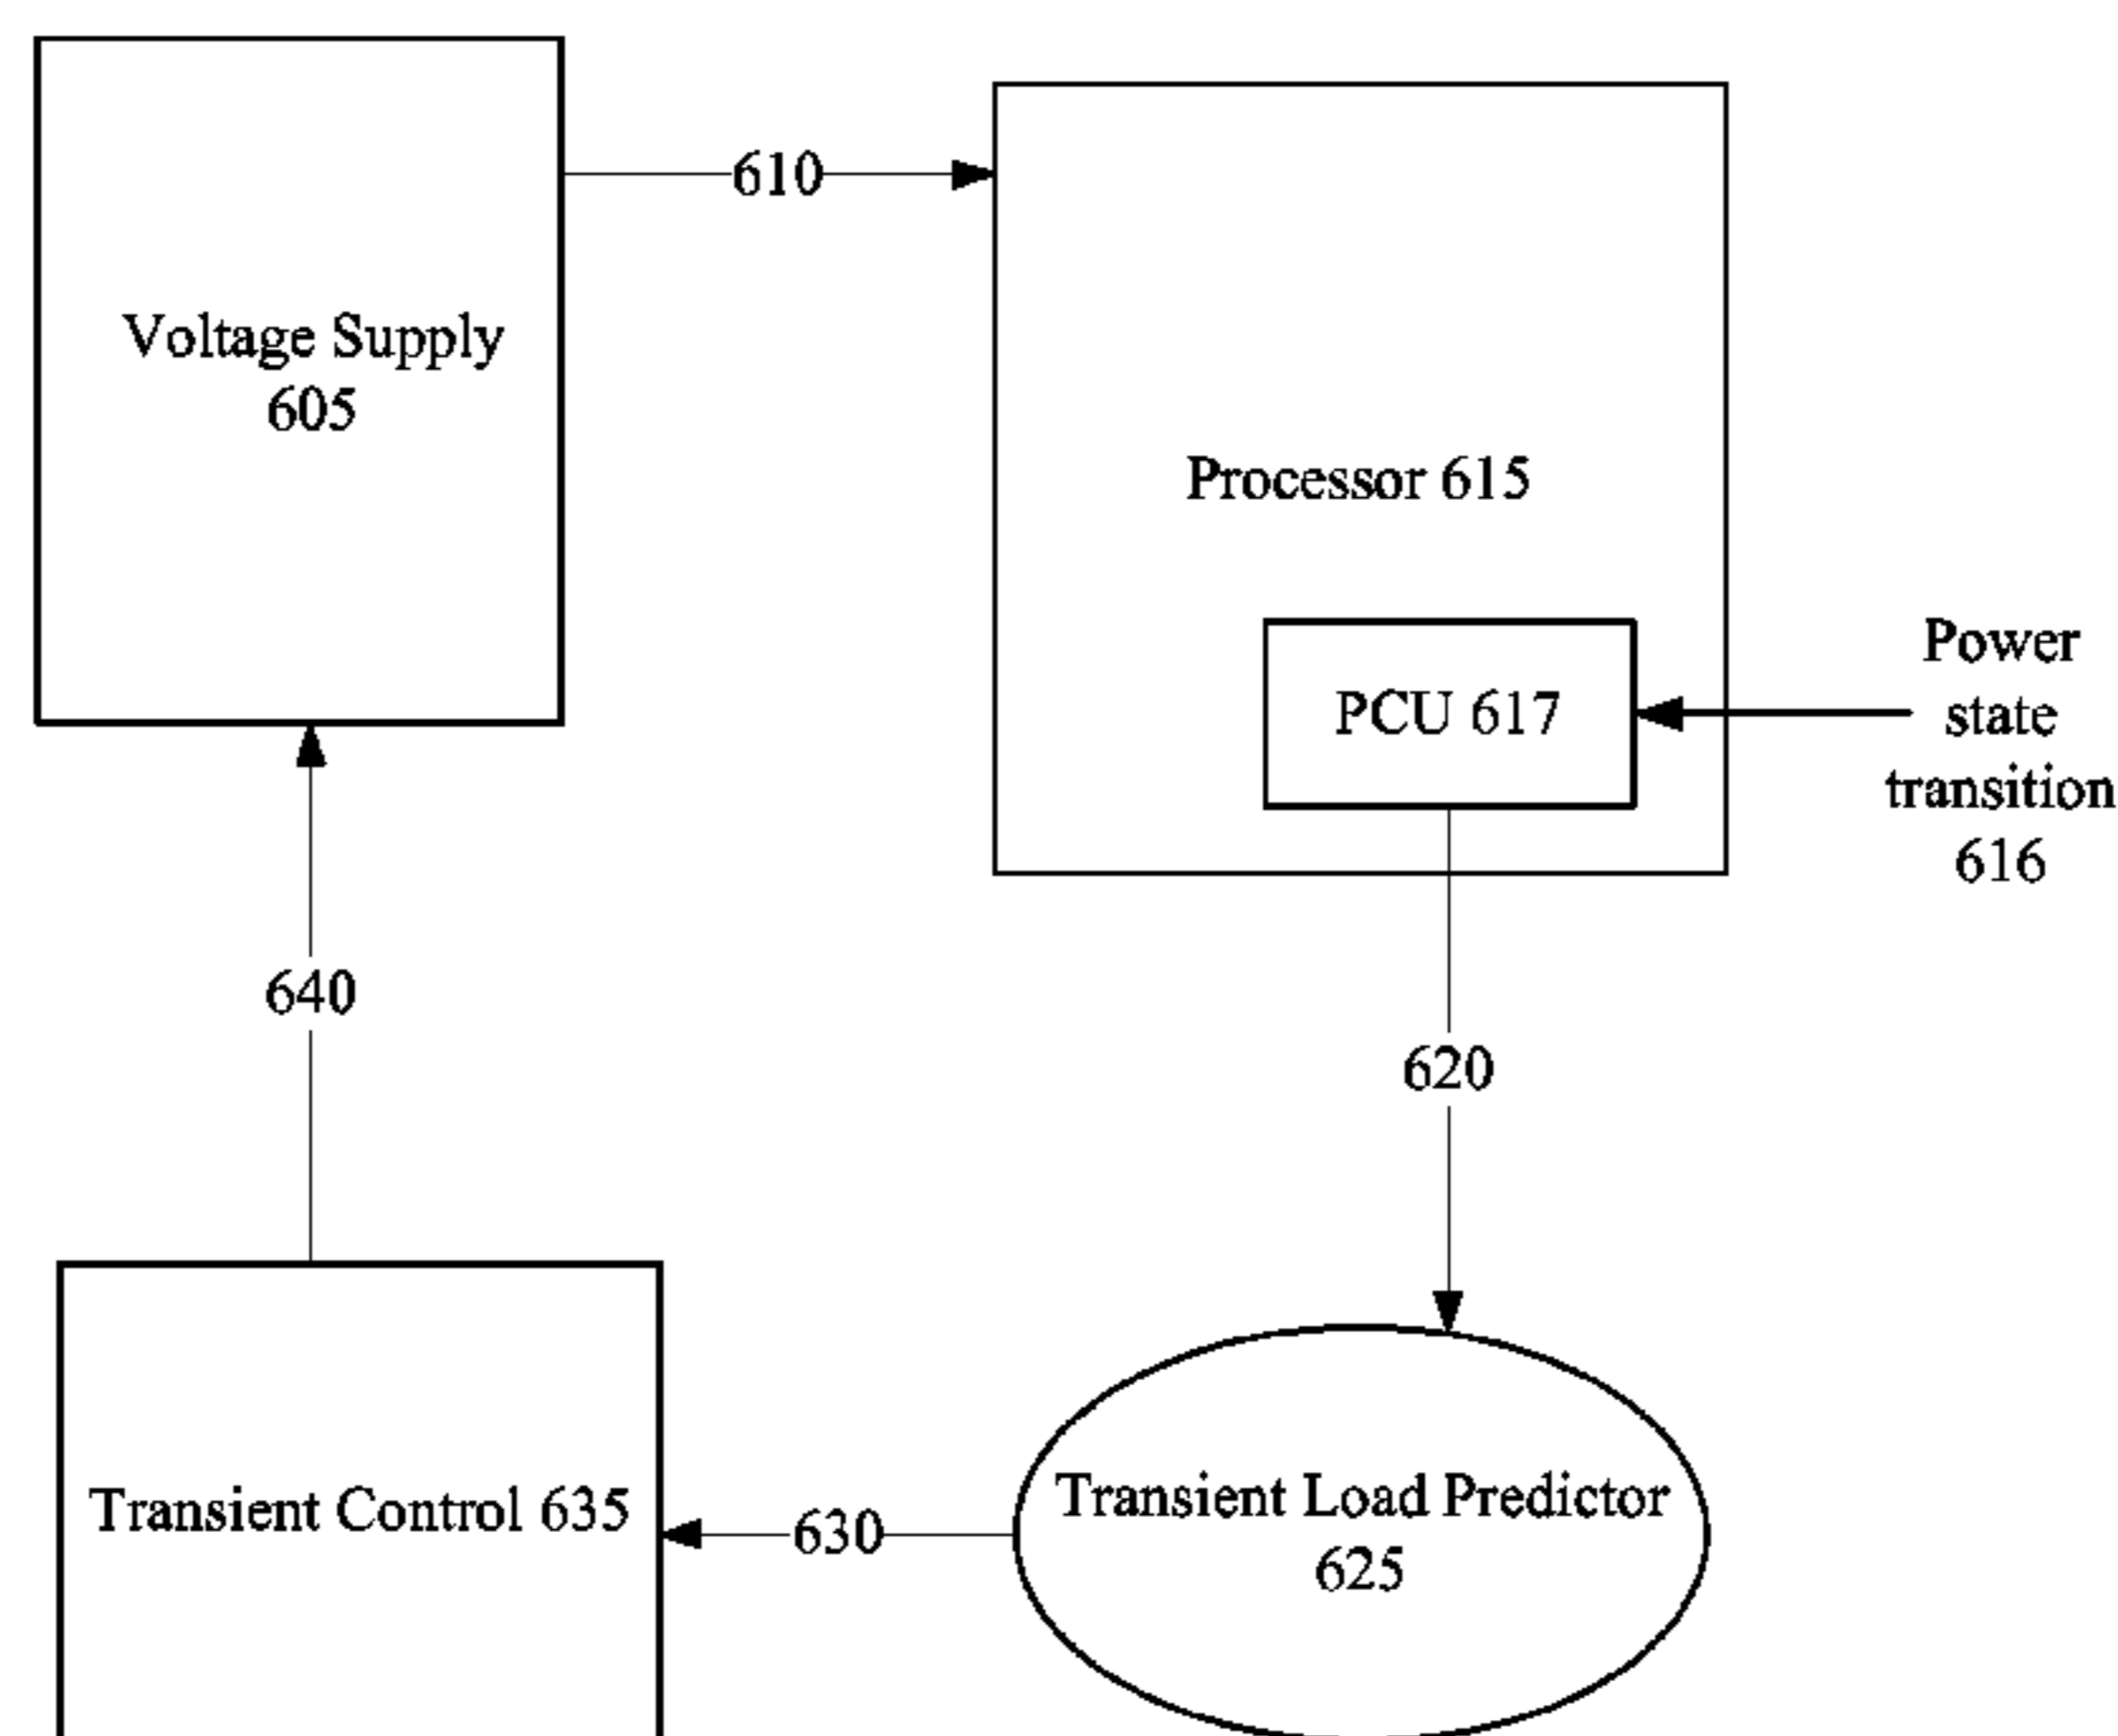 610
Voltage Supply
605
Processor 615
PCU 617
Power
state
transition
616
640
620
Transient Control 635
630
Transient Load Predictor
625